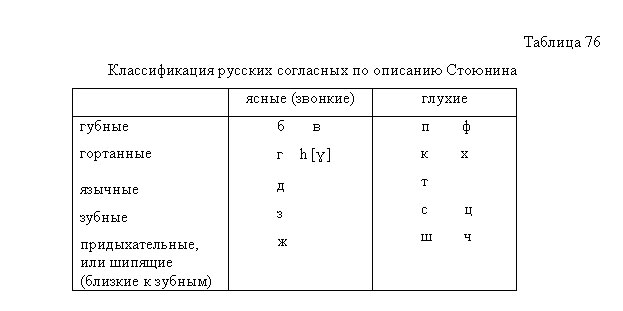 Таблица 76
Классификация русских согласных по описанию Стоюнина
ясные (звонкие) глухие
губные б в п ф
гортанные г h [ɣ] к х
язычные д т
зубные з с ц
придыхательные, ж ш ч
или шипящие
(близкие к зубным)